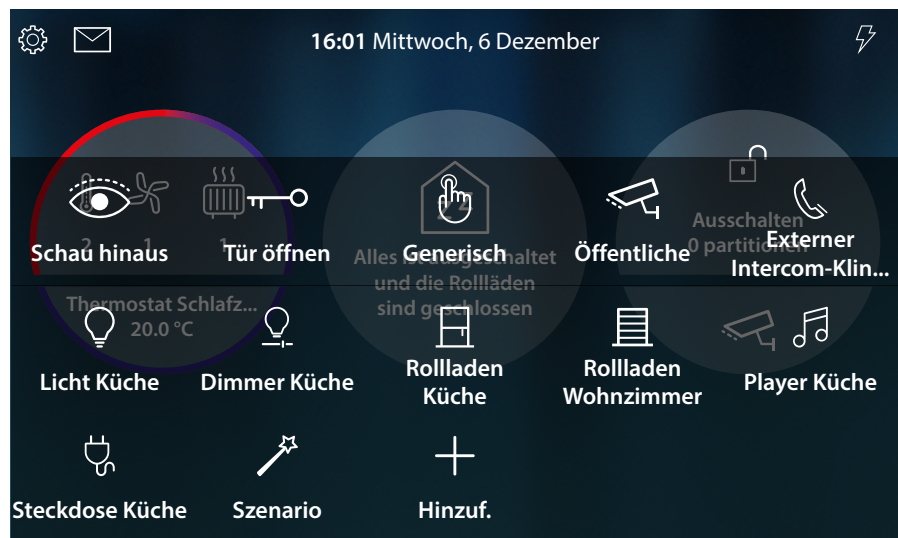 16:01 Mittwoch, 6 Dezember
Schau hinaus
Tür öffnen
Generisch
Öffentliche
Externer
Intercom-Klin...
2 1 1
Alles ist ausgeschaltet
und die Rollläden
sind geschlossen
Ausschalten
0 partitionen
Thermostat Schlafz...
20.0 °C
Licht Küche
Dimmer Küche
Rollladen
Küche
Rollladen
Wohnzimmer
Player Küche
Steckdose Küche
Szenario
Hinzuf.